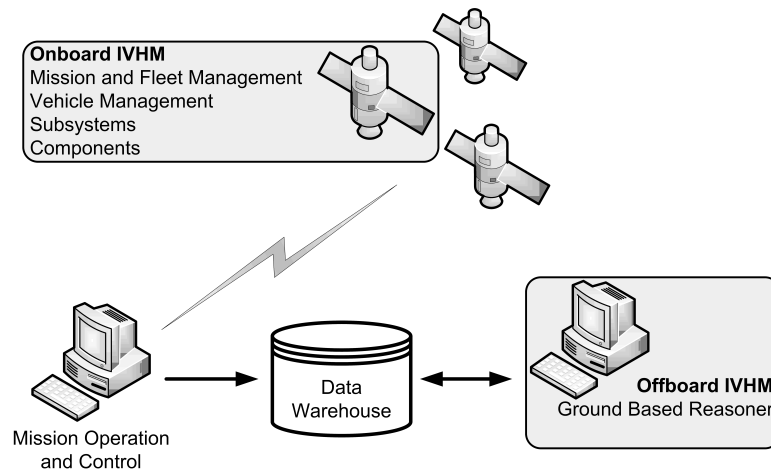 Onboard IVHM
Mission and Fleet Management
Vehicle Management
Subsystems
Components
Data
Warehouse
Offboard IVHM
Ground Based Reasoner
Mission Operation
and Control